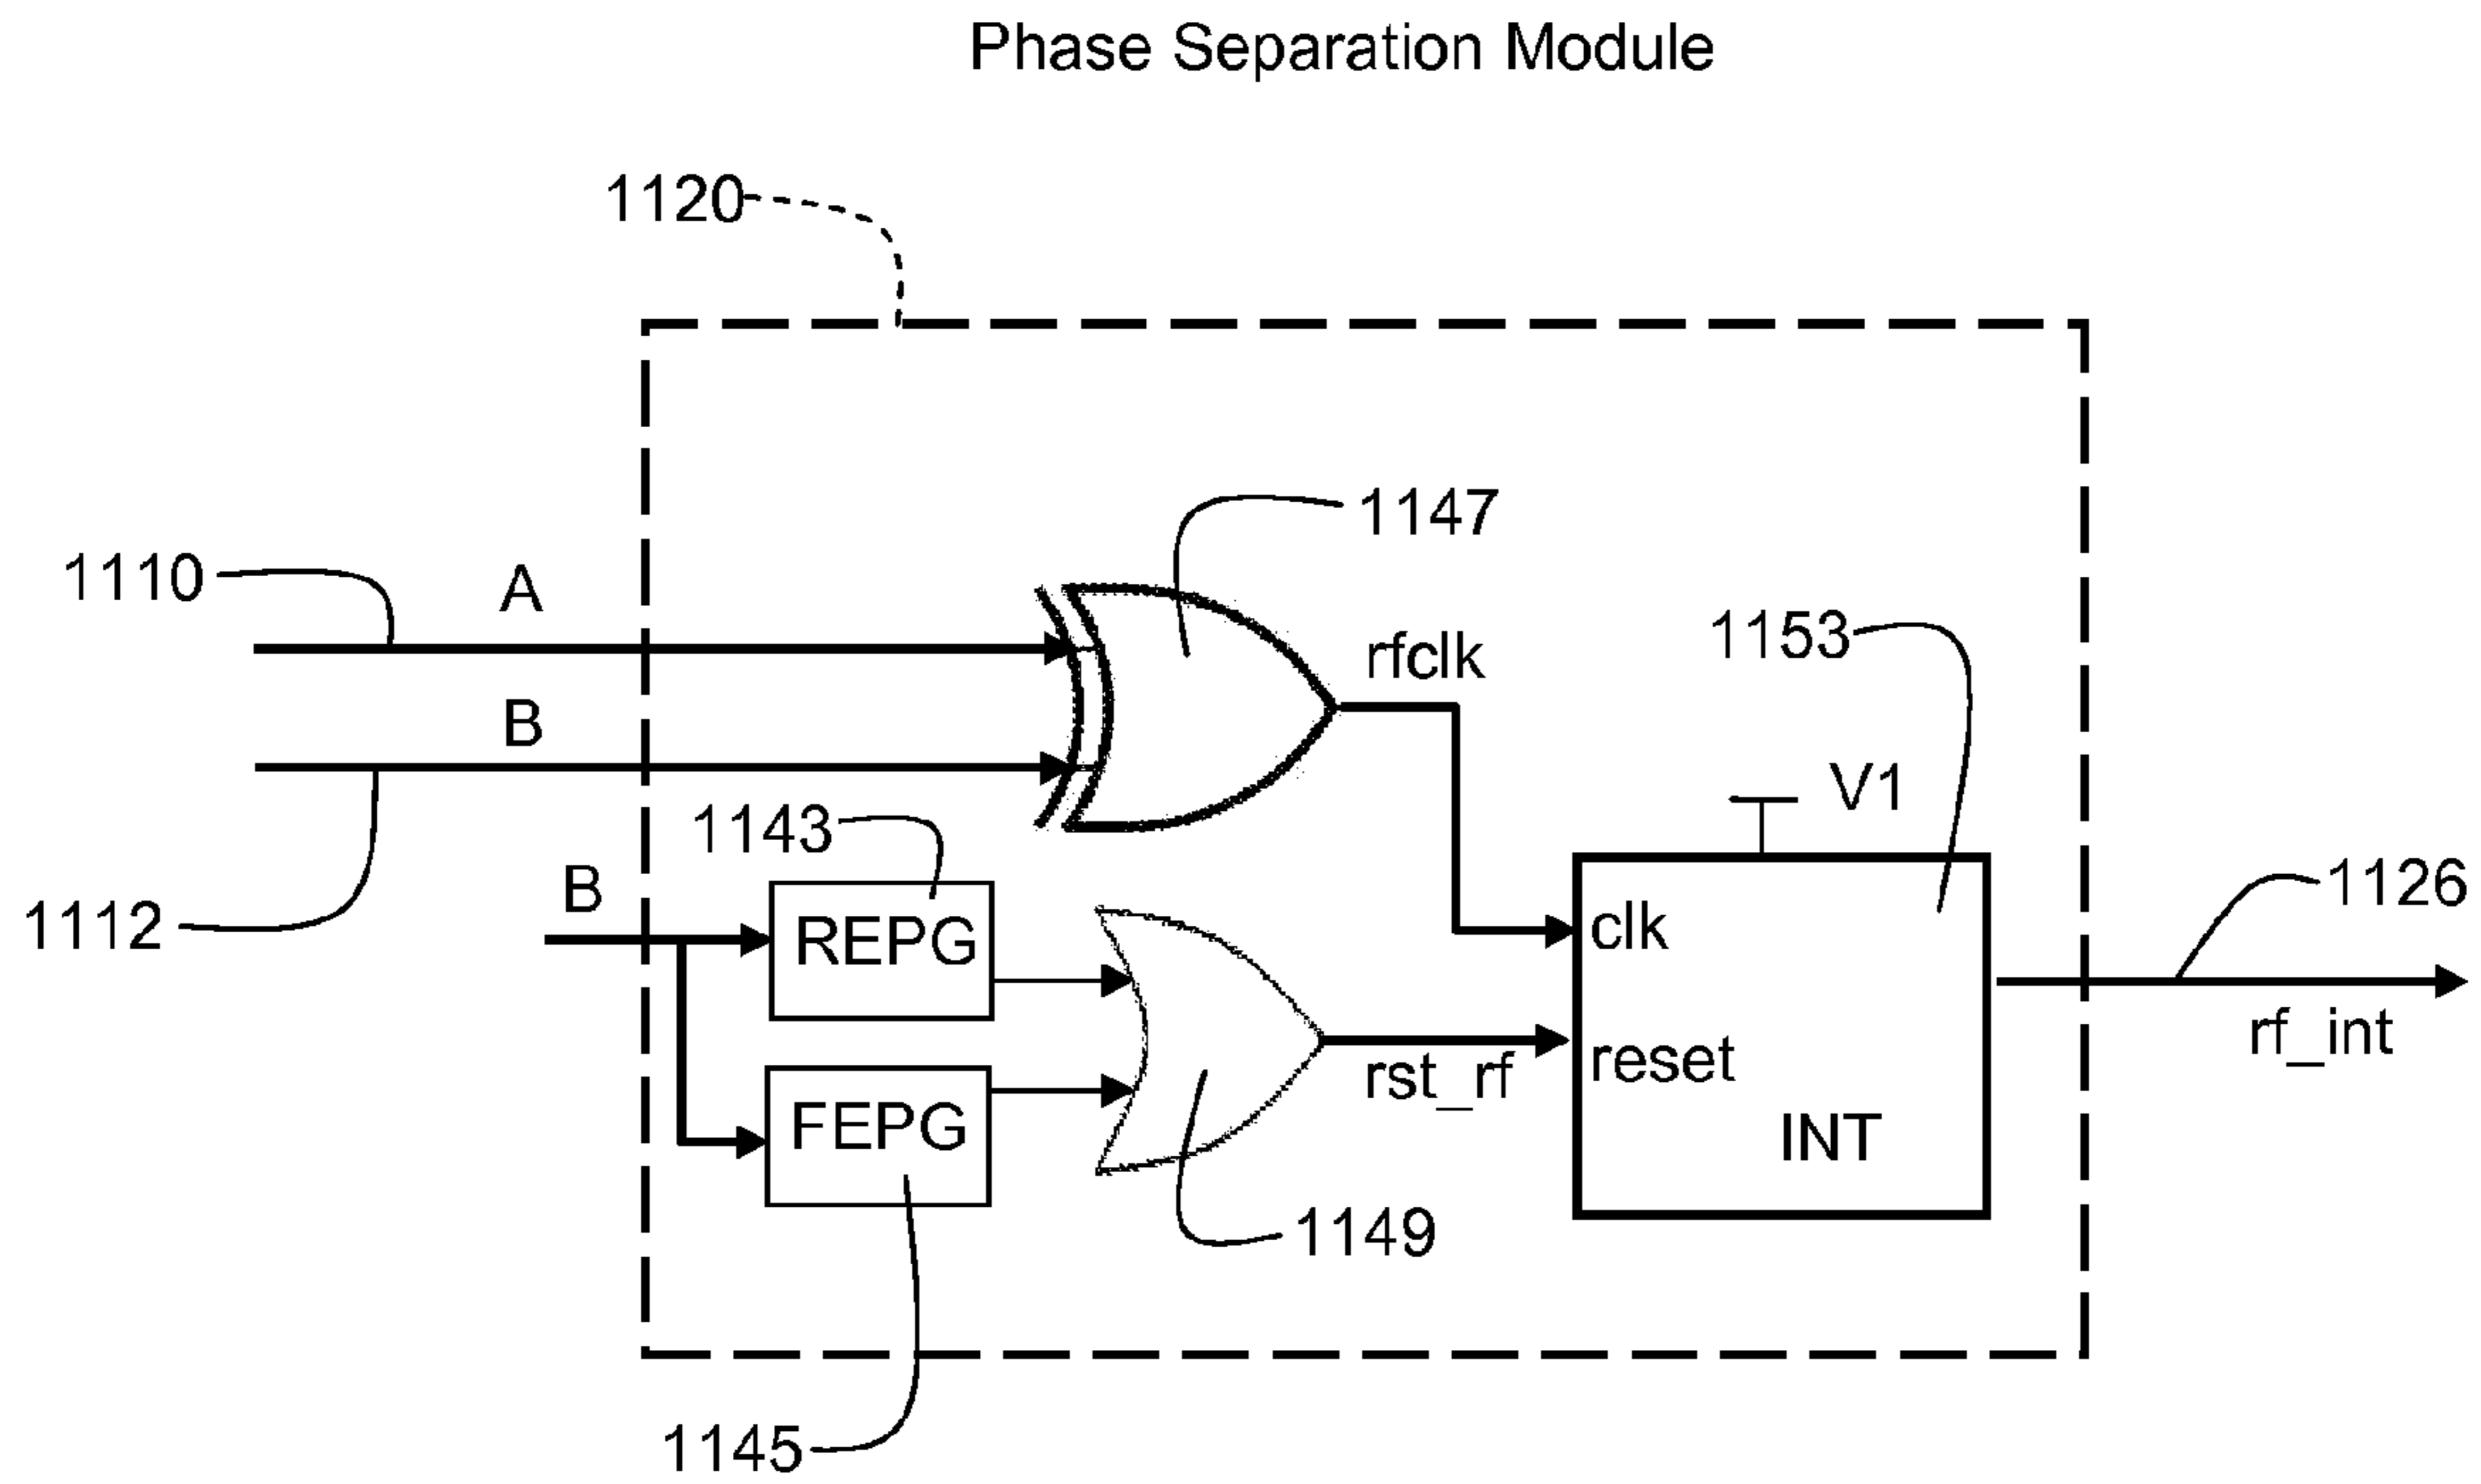 Phase Separation Module
1120
1147
1110
A
1153
rfclk
B
V1
1143
B
1126
1112
REPG
clk
rf_int
reset
rst_rf
FEPG
INT
1149
1145